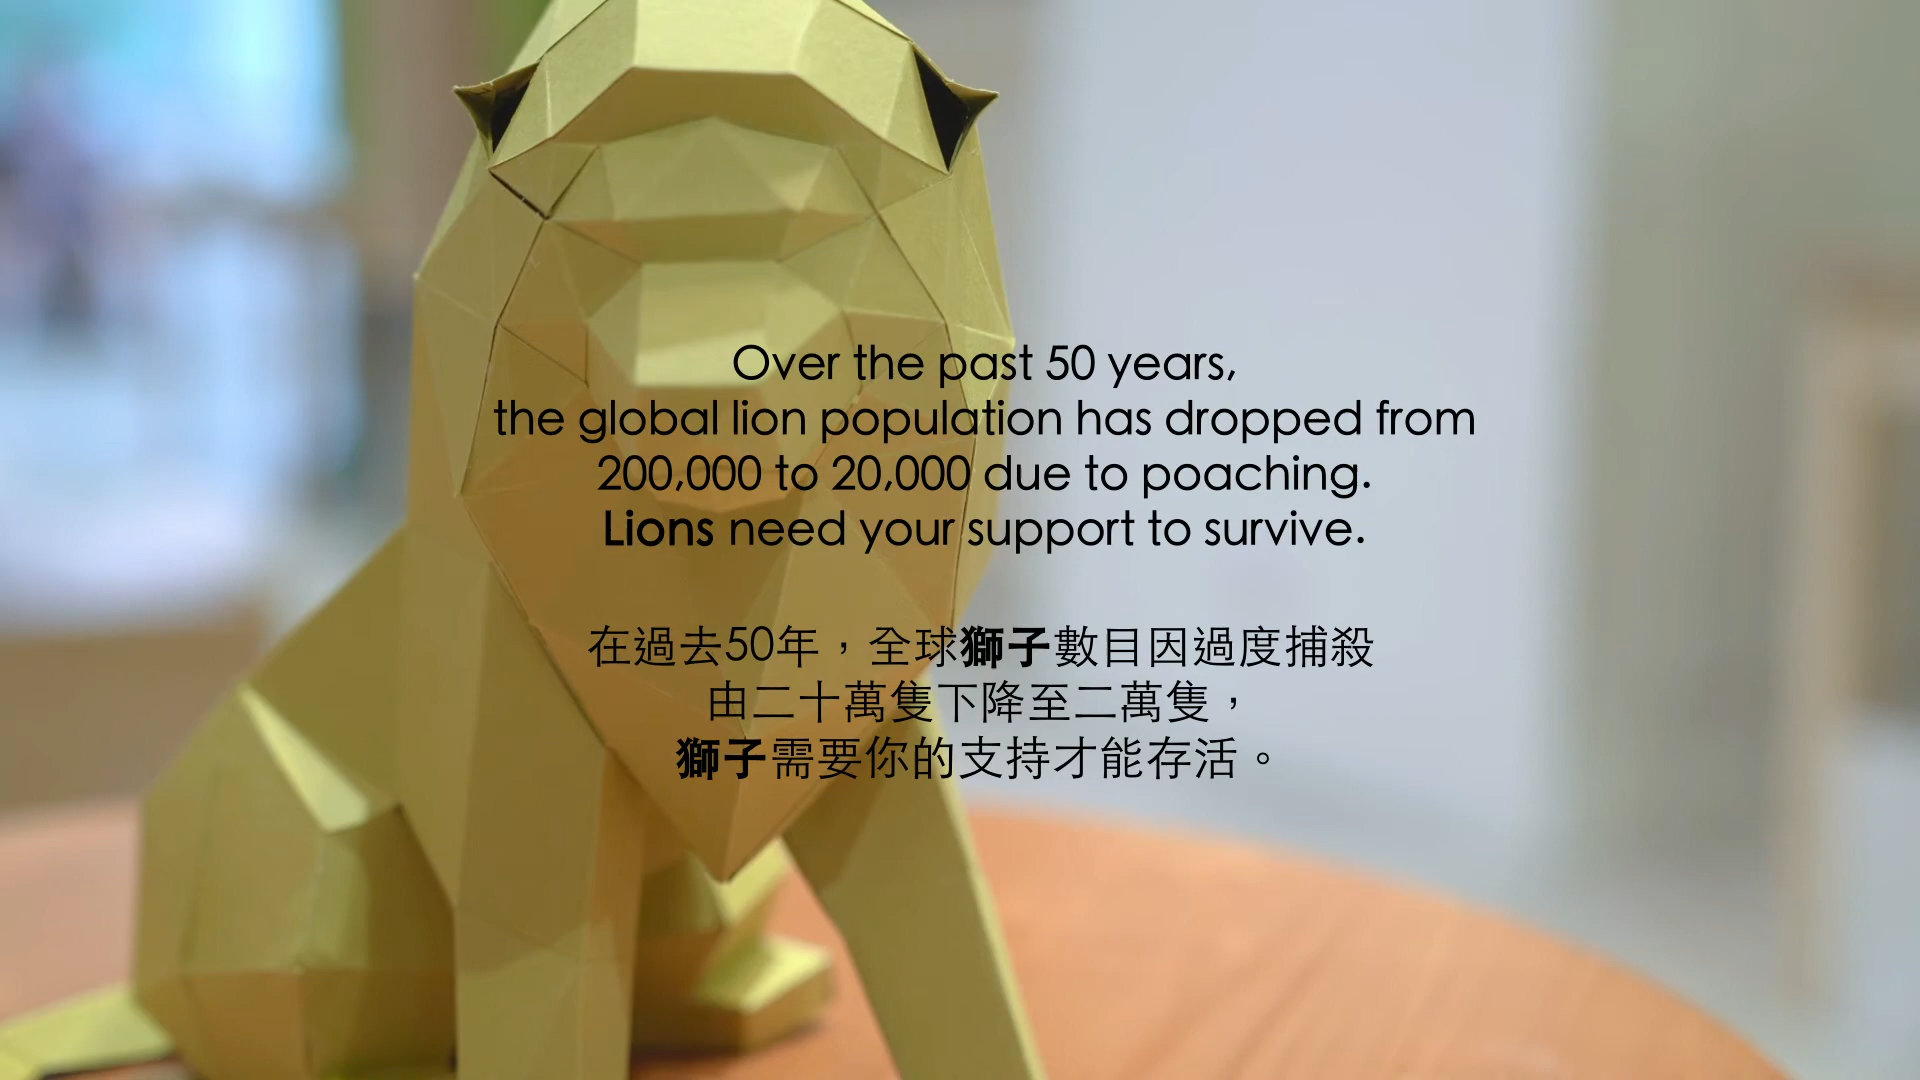 Over the past 50 years,
the global lion population has dropped from
200,000 to 20,000 due to poaching.
Lions need your support to survive.
在過去50年，全球獅子數目因過度捕殺
由二十萬隻下降至二萬隻，
獅子需要你的支持才能存活。